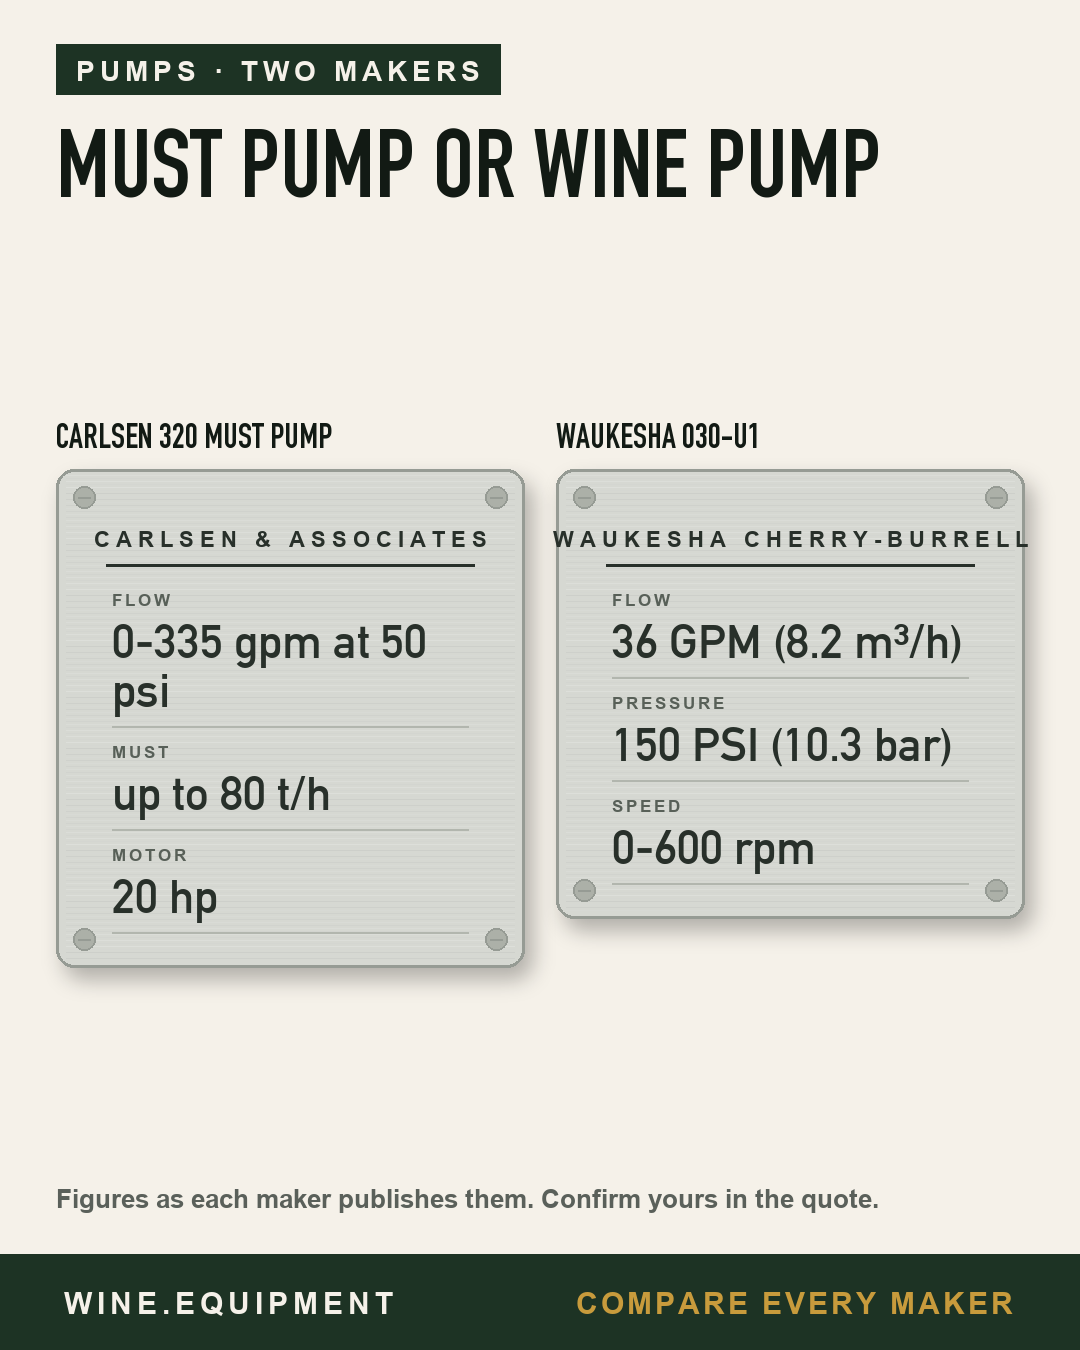 PUMPS · TWO MAKERS
MUST PUMP OR WINE PUMP
CARLSEN 320 MUST PUMP
CARLSEN & ASSOCIATES
FLOW
0-335 gpm at 50
psi
MUST
up to 80 t/h
MOTOR
20 hp
WAUKESHA 030-U1
WAUKESHA CHERRY-BURRELL
FLOW
36 GPM (8.2 m³/h)
PRESSURE
150 PSI (10.3 bar)
SPEED
0-600 rpm
Figures as each maker publishes them. Confirm yours in the quote.
WINE.EQUIPMENT
COMPARE EVERY MAKER